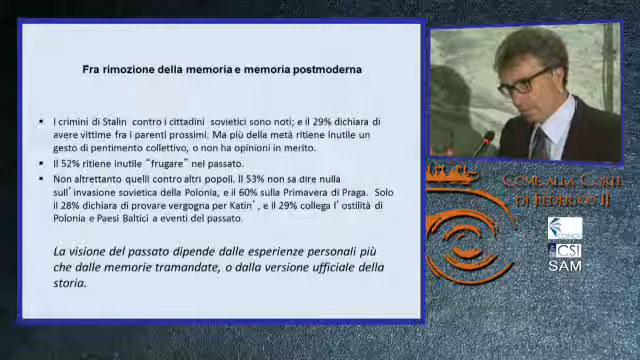 Fra rimozione della memoria e memoria postmoderna
I crimini di Stalin contro i cittadini sovietici sono noti; e il 29% dichiara di
avere vittime fra i parenti prossimi. Ma più della metà ritiene inutile un
gesto di pentimento collettivo, o non ha opinioni in merito.
Il 52% ritiene inutile "frugare" nel passato.
Non altrettanto quelli contro altri popoli. Il 53% non sa dire nulla
sull'invasione sovietica della Polonia, e il 60% sulla Primavera di Praga. Solo
il 28% dichiara di provare vergogna per Katin', e il 29% collega l'ostilità di
Polonia e Paesi Baltici a eventi del passato.
La visione del passato dipende dalle esperienze personali più
che dalle memorie tramandate, o dalla versione ufficiale della
storia.
Come alla Corte
di Federico II
CSI
SAM